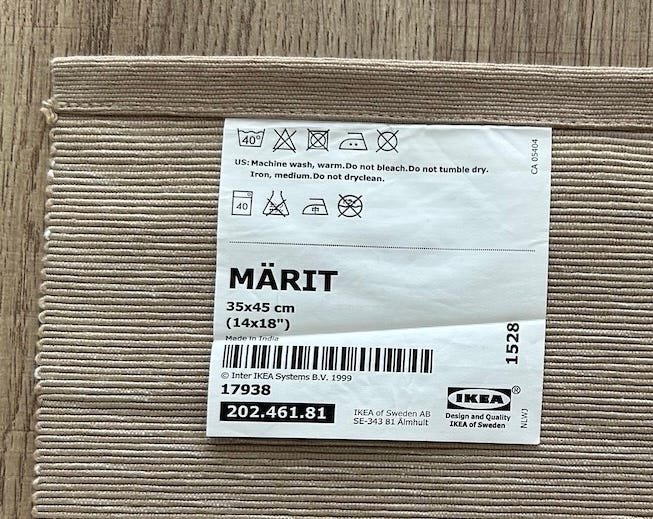 40°
US: Machine wash, warm.Do not bleach.Do not tumble dry.
Iron, medium.Do not dryclean.
40
中
CA 05404
MÄRIT
35x45 cm
(14x18")
Made in India
© Inter IKEA Systems B.V. 1999
17938
202.461.81
IKEA of Sweden AB
SE-343 81 Älmhult
1528
IKEA®
Design and Quality
IKEA of Sweden
NLWJ